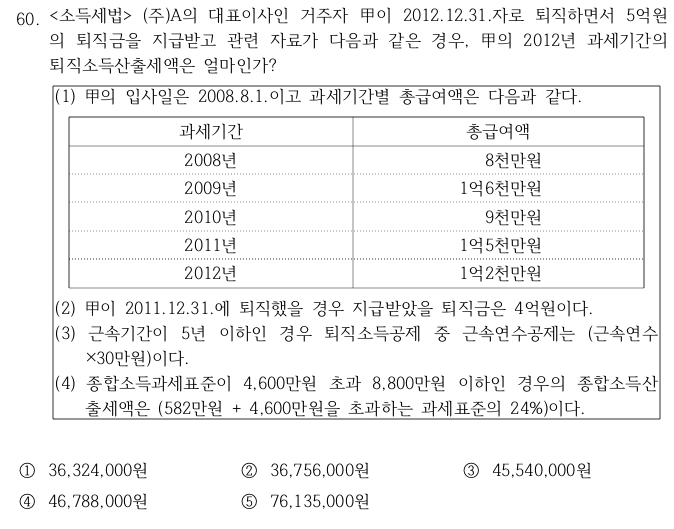 60. <소득세법> (주)A의 대표이사인 거주자 甲이 2012.12.31.자로 퇴직하면서 5억원
의 퇴직금을 지급받고 관련 자료가 다음과 같은 경우, 甲의 2012년 과세기간의
퇴직소득산출세액은 얼마인가?
(1) 甲의 입사일은 2008.8.1.이고 과세기간별 총급여액은 다음과 같다.
과세기간 총급여액
2008년 8천만원
2009년 1억6천만원
2010년 9천만원
2011년 1억5천만원
2012년 1억2천만원
(2) 甲이 2011.12.31.에 퇴직했을 경우 지급받았을 퇴직금은 4억원이다.
(3) 근속기간이 5년 이하인 경우 퇴직소득공제 중 근속연수공제는 (근속연수
×30만원)이다.
(4) 종합소득과세표준이 4,600만원 초과 8,800만원 이하인 경우의 종합소득산
출세액은 (582만원 + 4,600만원을 초과하는 과세표준의 24%)이다.
① 36,324,000원 ② 36,756,000원 ③ 45,540,000원
④ 46,788,000원 ⑤ 76,135,000원